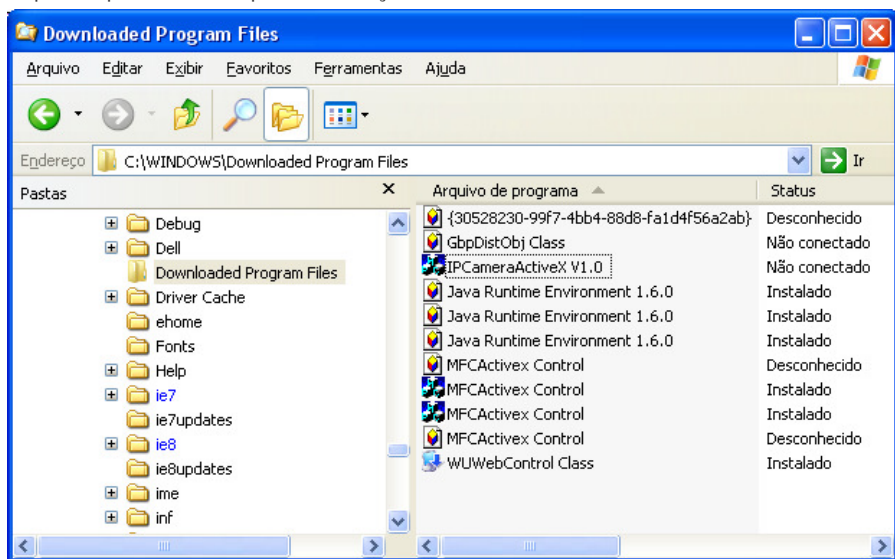 Downloaded Program Files
Arquivo Editar Exibir Favoritos Ferramentas Ajuda
Endereço C:\WINDOWS\Downloaded Program Files Ir
Pastas
Debug
Dell
Downloaded Program Files
Driver Cache
ehome
Fonts
Help
ie7
ie7updates
ie8
ie8updates
ime
inf
Arquivo de programa Status
{30528230-99f7-4bb4-88d8-fa1d4f56a2ab} Desconhecido
GbpDistObj Class Não conectado
IPCameraActiveX V1.0 Não conectado
Java Runtime Environment 1.6.0 Instalado
Java Runtime Environment 1.6.0 Instalado
Java Runtime Environment 1.6.0 Instalado
MFCActivex Control Desconhecido
MFCActivex Control Instalado
MFCActivex Control Instalado
MFCActivex Control Desconhecido
WUWebControl Class Instalado